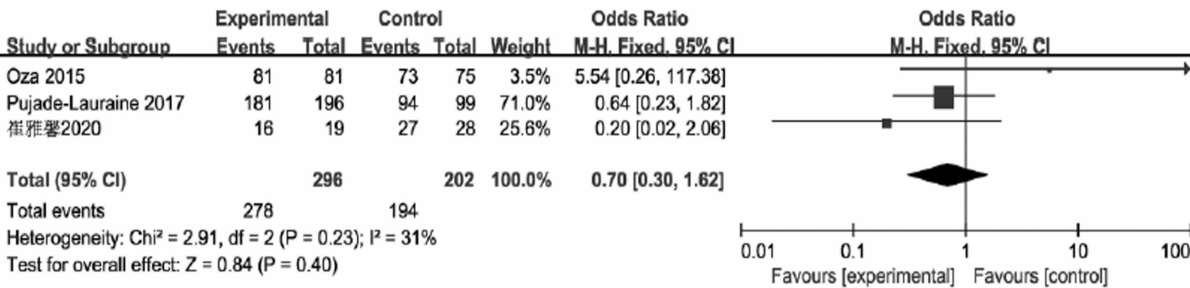 Experimental Control Odds Ratio Odds Ratio
Study or Subgroup Events Total Events Total Weight M-H. Fixed. 95% CI M-H. Fixed. 95% CI
Oza 2015 81 81 73 75 3.5% 5.54 [0.26, 117.38]
Pujade-Lauraine 2017 181 196 94 99 71.0% 0.64 [0.23, 1.82]
崔雅馨2020 16 19 27 28 25.6% 0.20 [0.02, 2.06]
Total (95% CI) 296 202 100.0% 0.70 [0.30, 1.62]
Total events 278 194
Heterogeneity: Chi² = 2.91, df = 2 (P = 0.23); I² = 31%
Test for overall effect: Z = 0.84 (P = 0.40)
0.01 0.1 1 10 100
Favours [experimental] Favours [control]